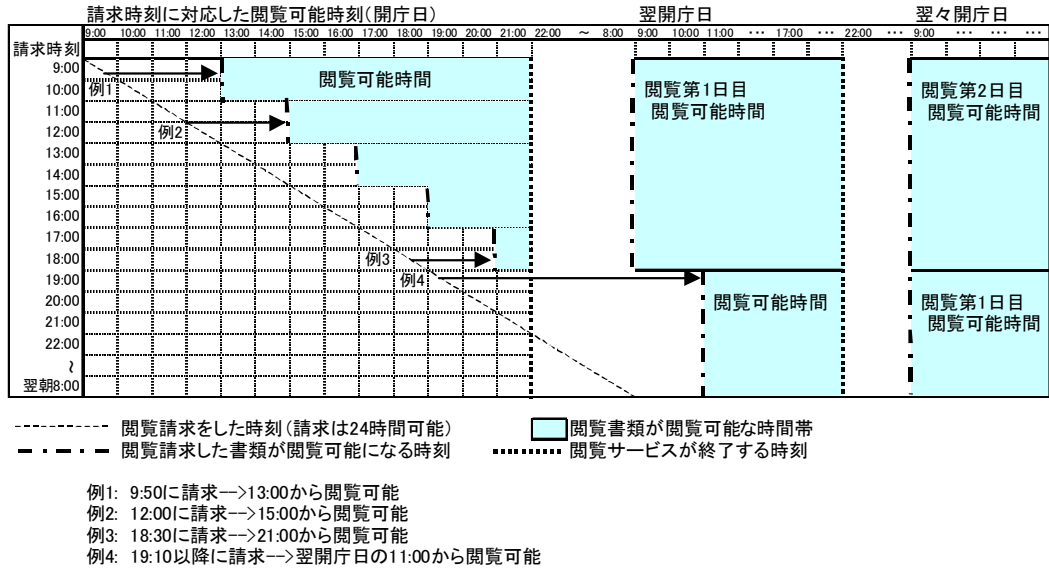 請求時刻に対応した閲覧可能時刻(開庁日) 翌開庁日 翌々開庁日
9:00 10:00 11:00 12:00 13:00 14:00 15:00 16:00 17:00 18:00 19:00 20:00 21:00 22:00 ~ 8:00 9:00 10:00 11:00 … 17:00 … 22:00 … 9:00 … … …
請求時刻
9:00
10:00
11:00
12:00
13:00
14:00
15:00
16:00
17:00
18:00
19:00
20:00
21:00
22:00
~
翌朝8:00
例1
閲覧可能時間
例2
例3
例4
閲覧第1日目
閲覧可能時間
閲覧可能時間
閲覧第2日目
閲覧可能時間
閲覧第1日目
閲覧可能時間
閲覧請求をした時刻(請求は24時間可能) 閲覧書類が閲覧可能な時間帯
閲覧請求した書類が閲覧可能になる時刻 閲覧サービスが終了する時刻
例1: 9:50に請求-->13:00から閲覧可能
例2: 12:00に請求-->15:00から閲覧可能
例3: 18:30に請求-->21:00から閲覧可能
例4: 19:10以降に請求-->翌開庁日の11:00から閲覧可能